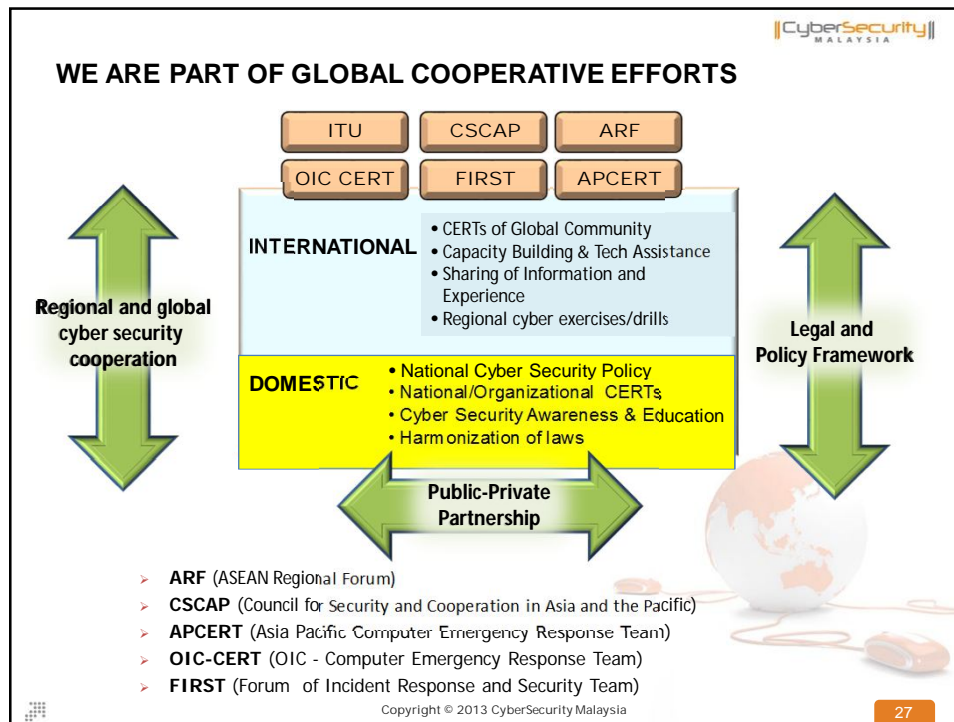 ||CyberSecurity||
MALAYSIA
WE ARE PART OF GLOBAL COOPERATIVE EFFORTS
ITU
CSCAP
ARF
OIC CERT
FIRST
APCERT
INTERNATIONAL
• CERTs of Global Community
• Capacity Building & Tech Assistance
• Sharing of Information and
Experience
• Regional cyber exercises/drills
Regional and global
cyber security
cooperation
Legal and
Policy Framework
DOMESTIC
• National Cyber Security Policy
• National/Organizational CERTs
• Cyber Security Awareness & Education
• Harmonization of laws
Public-Private
Partnership
➢ ARF (ASEAN Regional Forum)
➢ CSCAP (Council for Security and Cooperation in Asia and the Pacific)
➢ APCERT (Asia Pacific Computer Emergency Response Team)
➢ OIC-CERT (OIC - Computer Emergency Response Team)
➢ FIRST (Forum of Incident Response and Security Team)
Copyright © 2013 CyberSecurity Malaysia
27